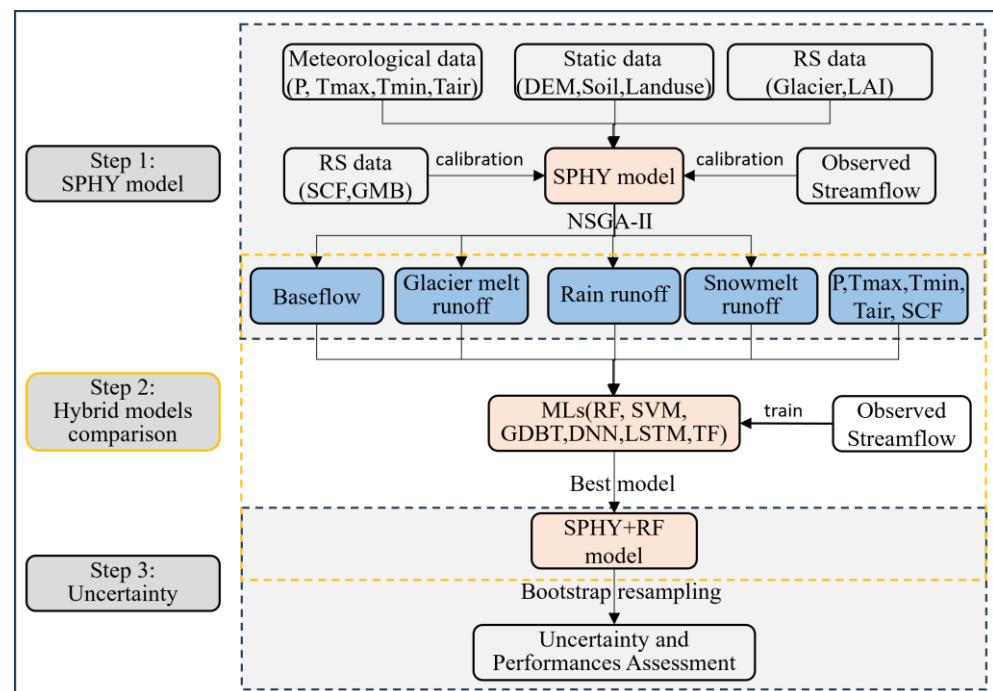 Meteorological data
(P, Tmax,Tmin,Tair)
Static data
(DEM,Soil,Landuse)
RS data
(Glacier,LAI)
Step 1:
SPHY model
RS data
(SCF,GMB)
calibration
SPHY model
calibration
Observed
Streamflow
NSGA-II
Baseflow
Glacier melt
runoff
Rain runoff
Snowmelt
runoff
P,Tmax,Tmin,
Tair, SCF
Step 2:
Hybrid models
comparison
MLs(RF, SVM,
GDBT,DNN,LSTM,TF)
train
Observed
Streamflow
Best model
SPHY+RF
model
Step 3:
Uncertainty
Bootstrap resampling
Uncertainty and
Performances Assessment